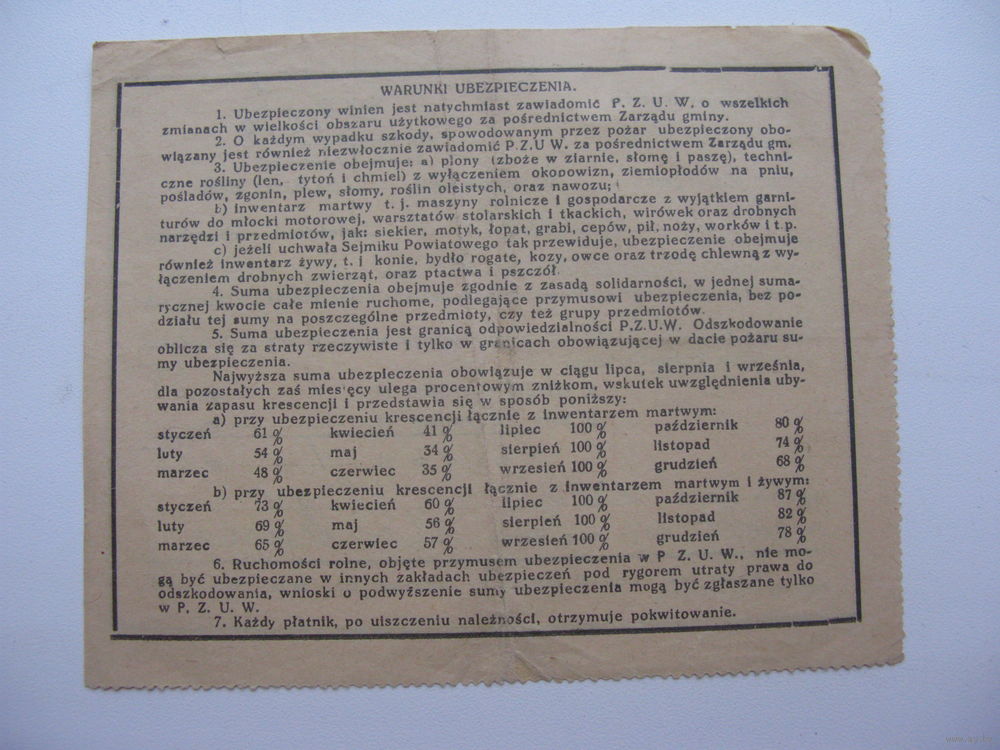 WARUNKI UBEZPIECZENIA.
1. Ubezpieczony winien jest natychmiast zawiadomić P. Z. U. W. o wszelkich
zmianach w wielkości obszaru użytkowego za pośrednictwem Zarządu gminy.
2. O każdym wypadku szkody, spowodowanym przez pożar ubezpieczony obo-
wiązany jest również niezwłocznie zawiadomić P.Z.U W. za pośrednictwem Zarządu gm.
3. Ubezpieczenie obejmuje: a) plony (zboże w ziarnie, słomę i paszę), techni-
czne rośliny (len, tytoń i chmiel) z wyłączeniem okopowizn, ziemiopłodów na pniu,
pośladów, zgonin, plew, słomy, roślin oleistych, oraz nawozu;
b) inwentarz martwy t. j. maszyny rolnicze i gospodarcze z wyjątkiem garni-
turów do młocki motorowej, warsztatów stolarskich i tkackich, wirówek oraz drobnych
narzędzi i przedmiotów, jak: siekier, motyk, łopat, grabi, cepów, pił, noży, worków i t.p.
c) jeżeli uchwała Sejmiku Powiatowego tak przewiduje, ubezpieczenie obejmuje
również inwentarz żywy, t. j konie, bydło rogate, kozy, owce oraz trzodę chlewną z wy-
łączeniem drobnych zwierząt, oraz ptactwa i pszczół.
4. Suma ubezpieczenia obejmuje zgodnie z zasadą solidarności, w jednej suma-
rycznej kwocie całe mienie ruchome, podlegające przymusowi ubezpieczenia, bez po-
działu tej sumy na poszczególne przedmioty, czy też grupy przedmiotów.
5. Suma ubezpieczenia jest granicą odpowiedzialności P.Z.U.W. Odszkodowanie
oblicza się za straty rzeczywiste i tylko w granicach obowiązującej w dacie pożaru su-
my ubezpieczenia.
Najwyższa suma ubezpieczenia obowiązuje w ciągu lipca, sierpnia i września,
dla pozostałych zaś miesięcy ulega procentowym zniżkom, wskutek uwzględnienia uby-
wania zapasu krescencji i przedstawia się w sposób poniższy:
a) przy ubezpieczeniu krescencji łącznie z inwentarzem martwym:
styczeń 61 % kwiecień 41 % lipiec 100 % październik 80 %
luty 54 % maj 34 % sierpień 100 % listopad 74 %
marzec 48 % czerwiec 35 % wrzesień 100 % grudzień 68 %
b) przy ubezpieczeniu krescencji łącznie z inwentarzem martwym i żywym:
styczeń 73 % kwiecień 60 % lipiec 100 % październik 87 %
luty 69 % maj 56 % sierpień 100 % listopad 82 %
marzec 65 % czerwiec 57 % wrzesień 100 % grudzień 78 %
6. Ruchomości rolne, objęte przymusem ubezpieczenia w P Z. U. W., nie mo-
gą być ubezpieczane w innych zakładach ubezpieczeń pod rygorem utraty prawa do
odszkodowania, wnioski o podwyższenie sumy ubezpieczenia mogą być zgłaszane tylko
w P. Z. U. W.
7. Każdy płatnik, po uiszczeniu należności, otrzymuje pokwitowanie.